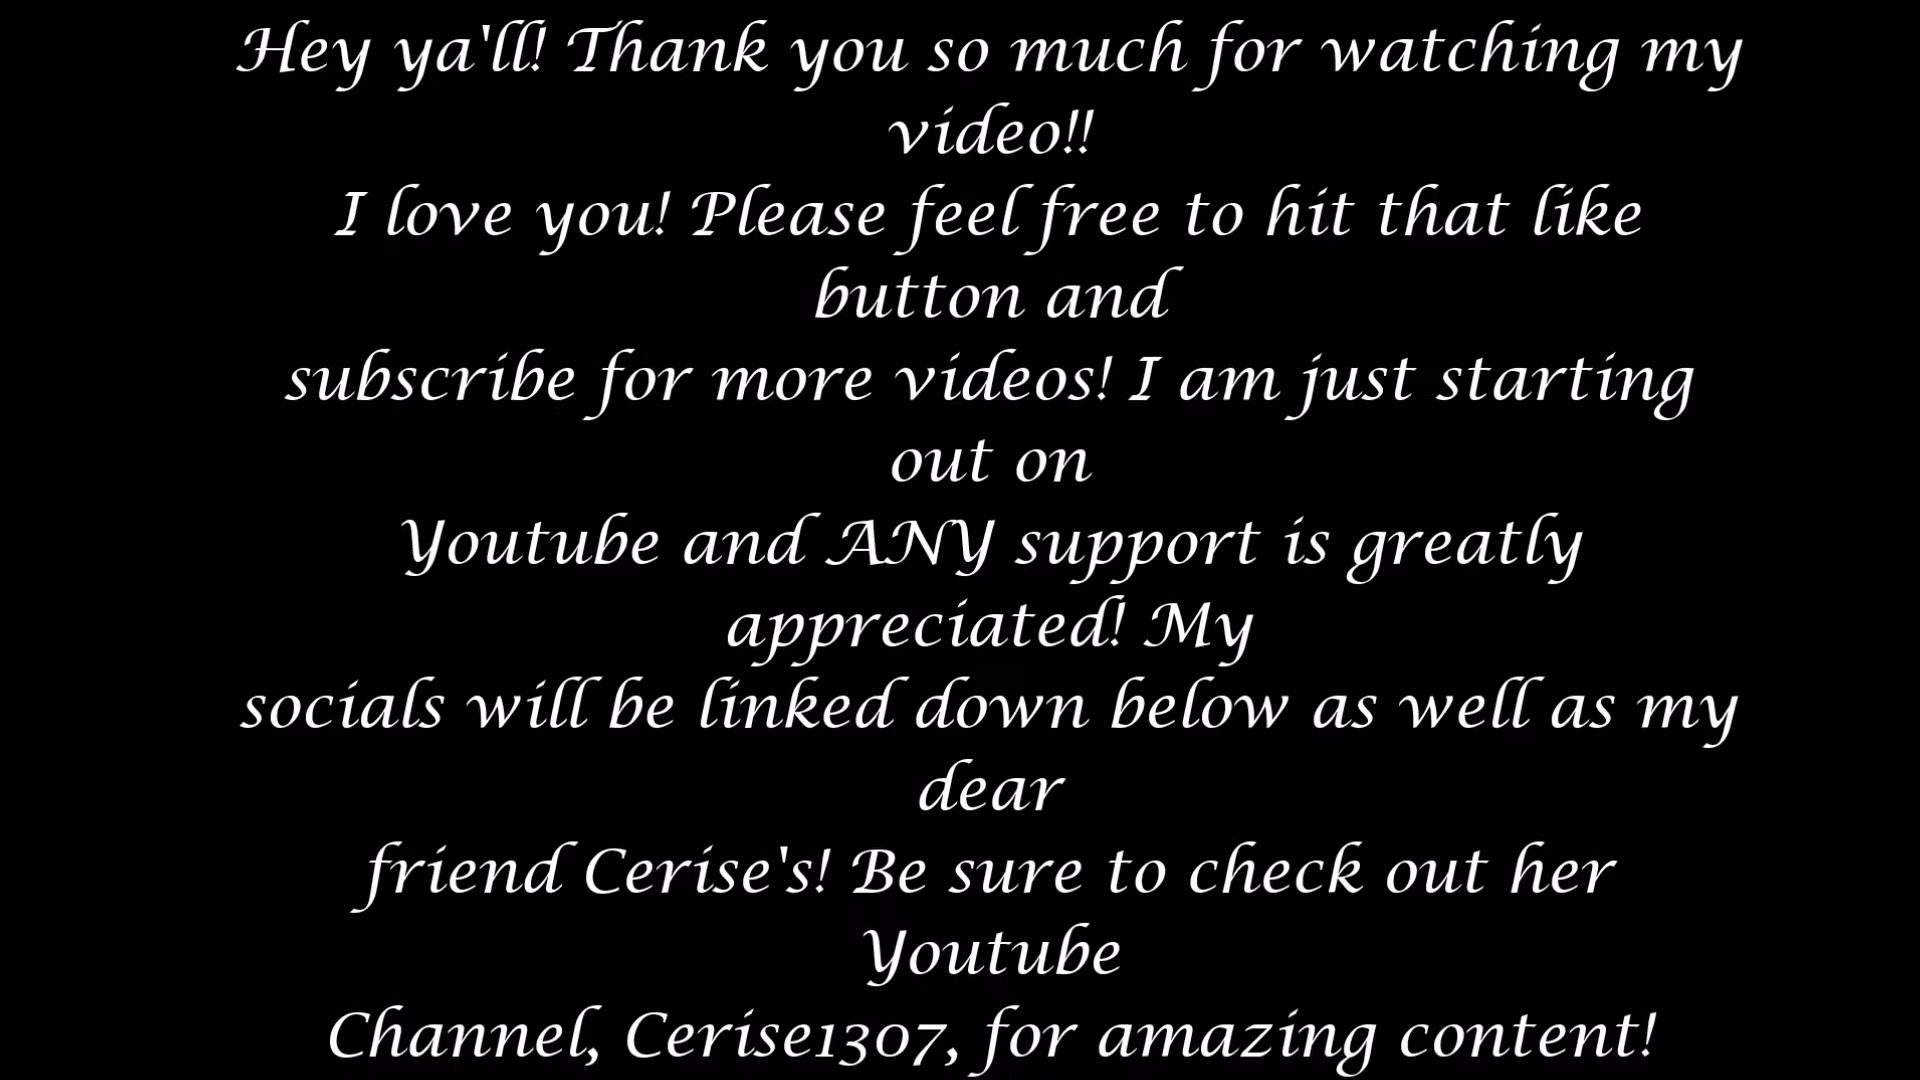 Hey ya'll! Thank you so much for watching my
video!!
I love you! Please feel free to hit that like
button and
subscribe for more videos! I am just starting
out on
Youtube and ANY support is greatly
appreciated! My
socials will be linked down below as well as my
dear
friend Cerise's! Be sure to check out her
Youtube
Channel, Cerise1307, for amazing content!